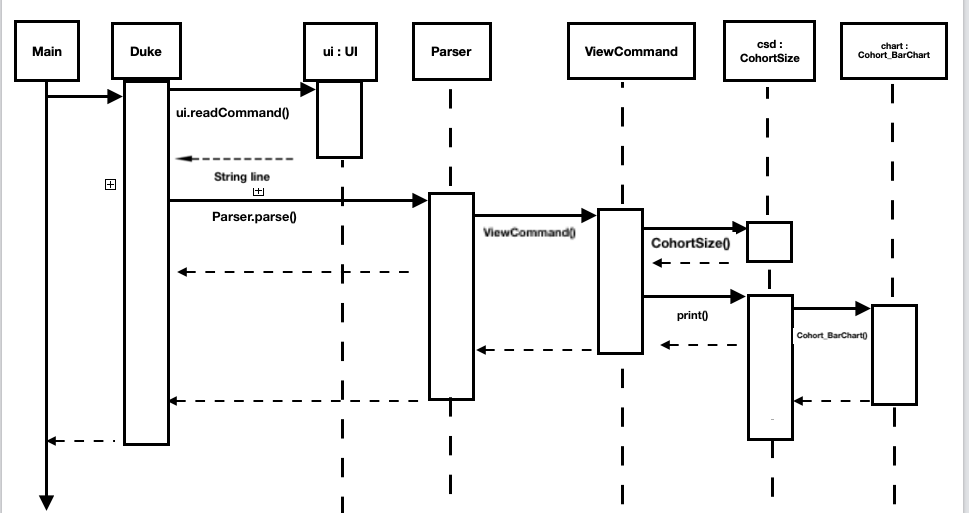 Main
Duke
ui : UI
Parser
ViewCommand
csd :
CohortSize
chart :
Cohort_BarChart
ui.readCommand()
String line
Parser.parse()
ViewCommand()
CohortSize()
print()
Cohort_BarChart()